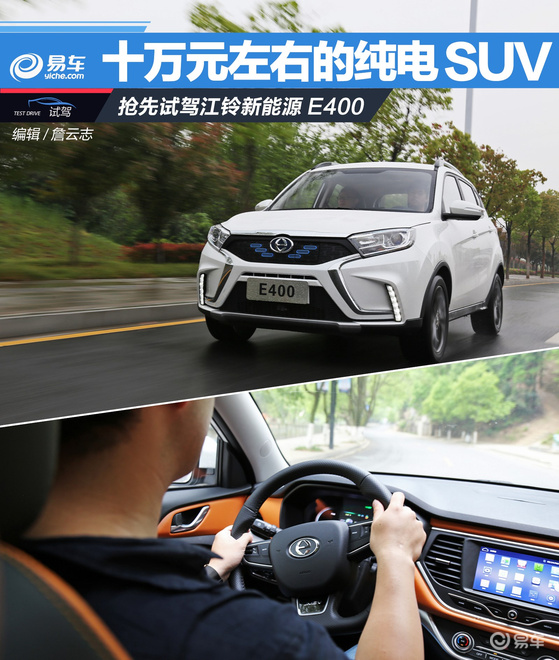 易车
yiche.com
十万元左右的纯电 SUV
TEST DRIVE 试驾
抢先试驾江铃新能源 E400
编辑 / 詹云志
E400
易车